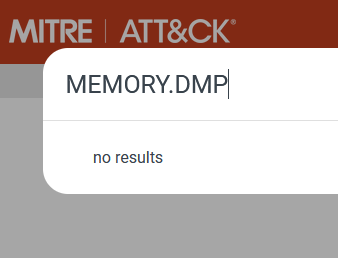 MITRE | ATT&CK®
MEMORY.DMP
no results